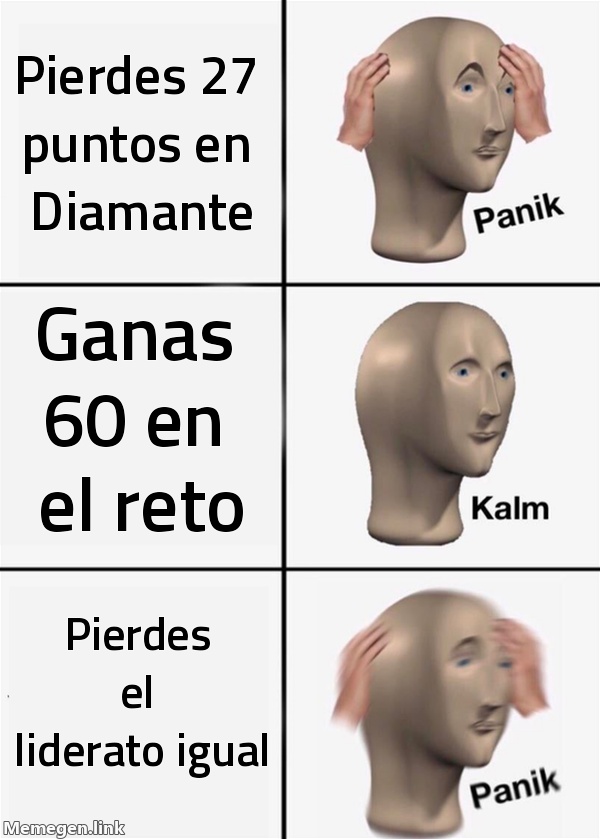 Pierdes 27
puntos en
Diamante
Panik
Ganas
60 en
el reto
Kalm
Pierdes
el
liderato igual
Panik
Memegen.link